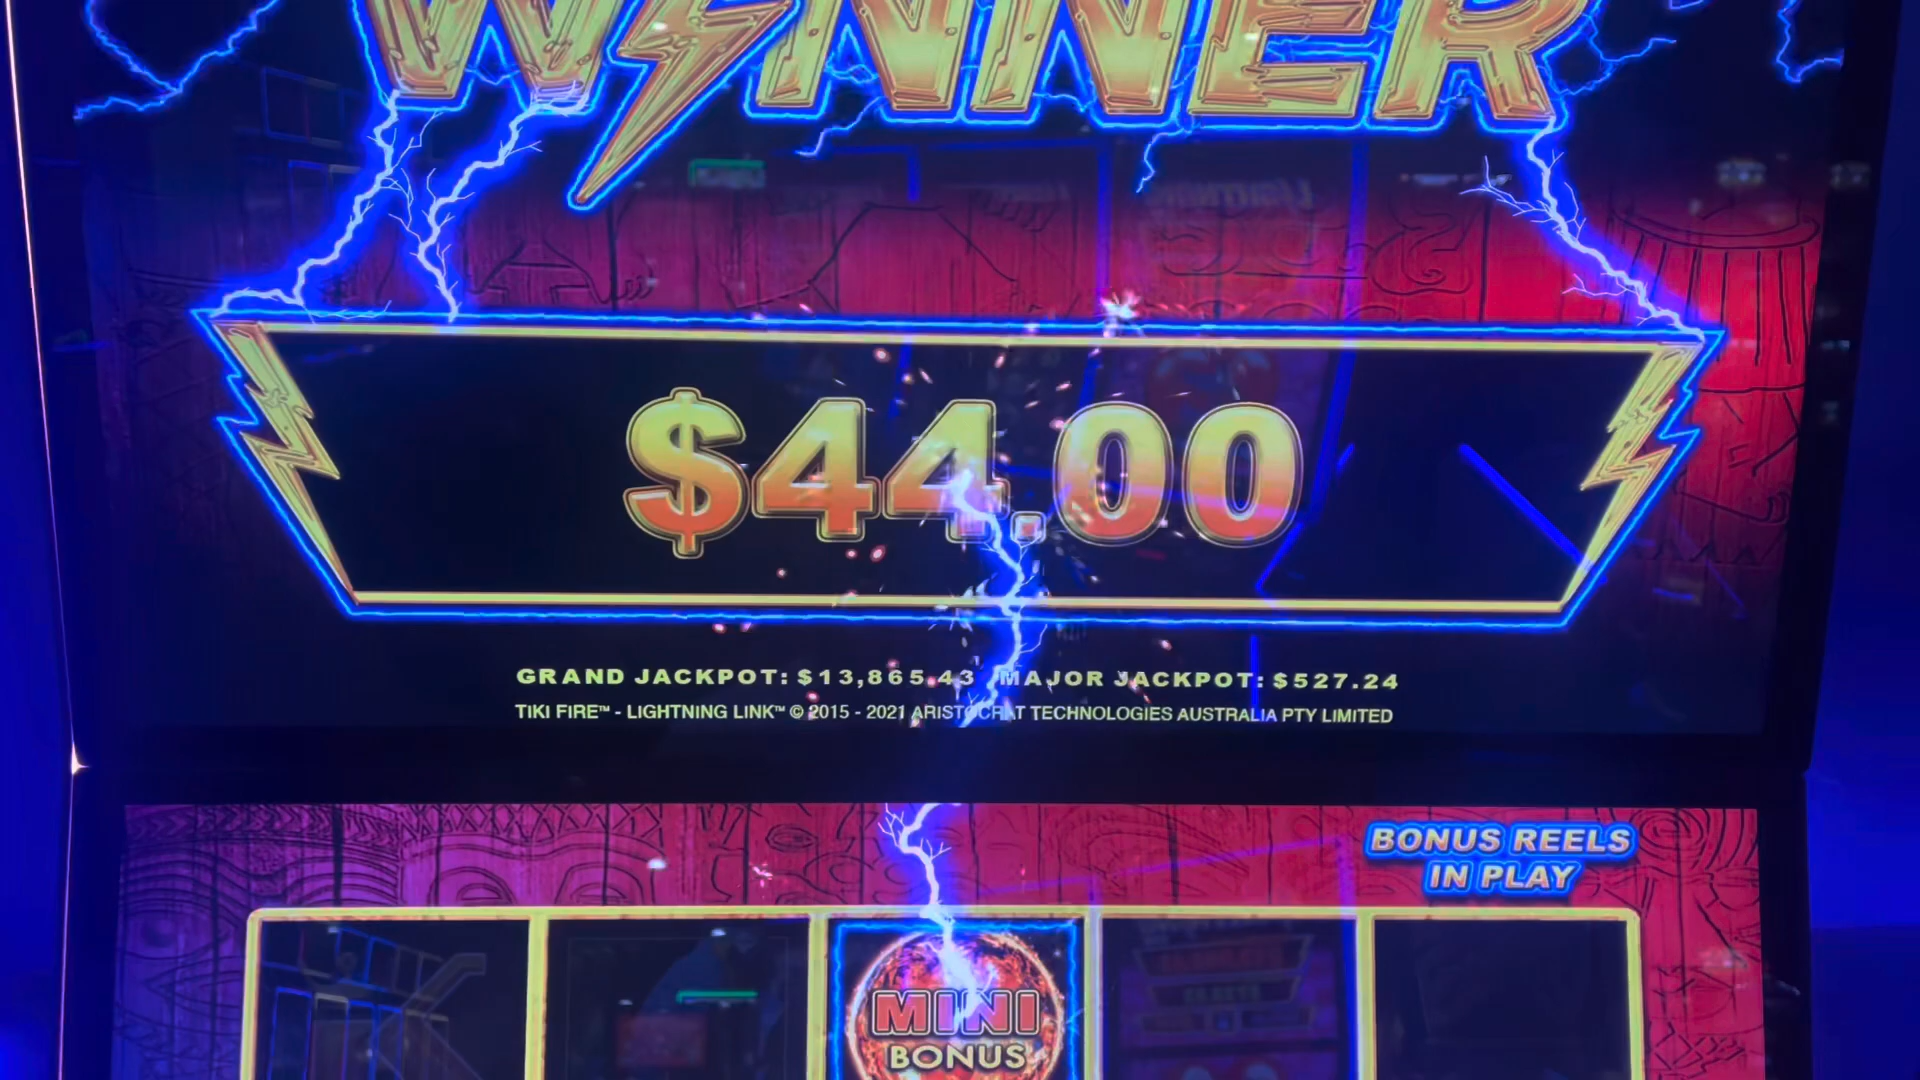 WINNER
$44.00
GRAND JACKPOT: $13,865.43 MAJOR JACKPOT: $527.24
TIKI FIRE™ - LIGHTNING LINK™ © 2015 - 2021 ARISTOCRAT TECHNOLOGIES AUSTRALIA PTY LIMITED
BONUS REELS
IN PLAY
MINI
BONUS